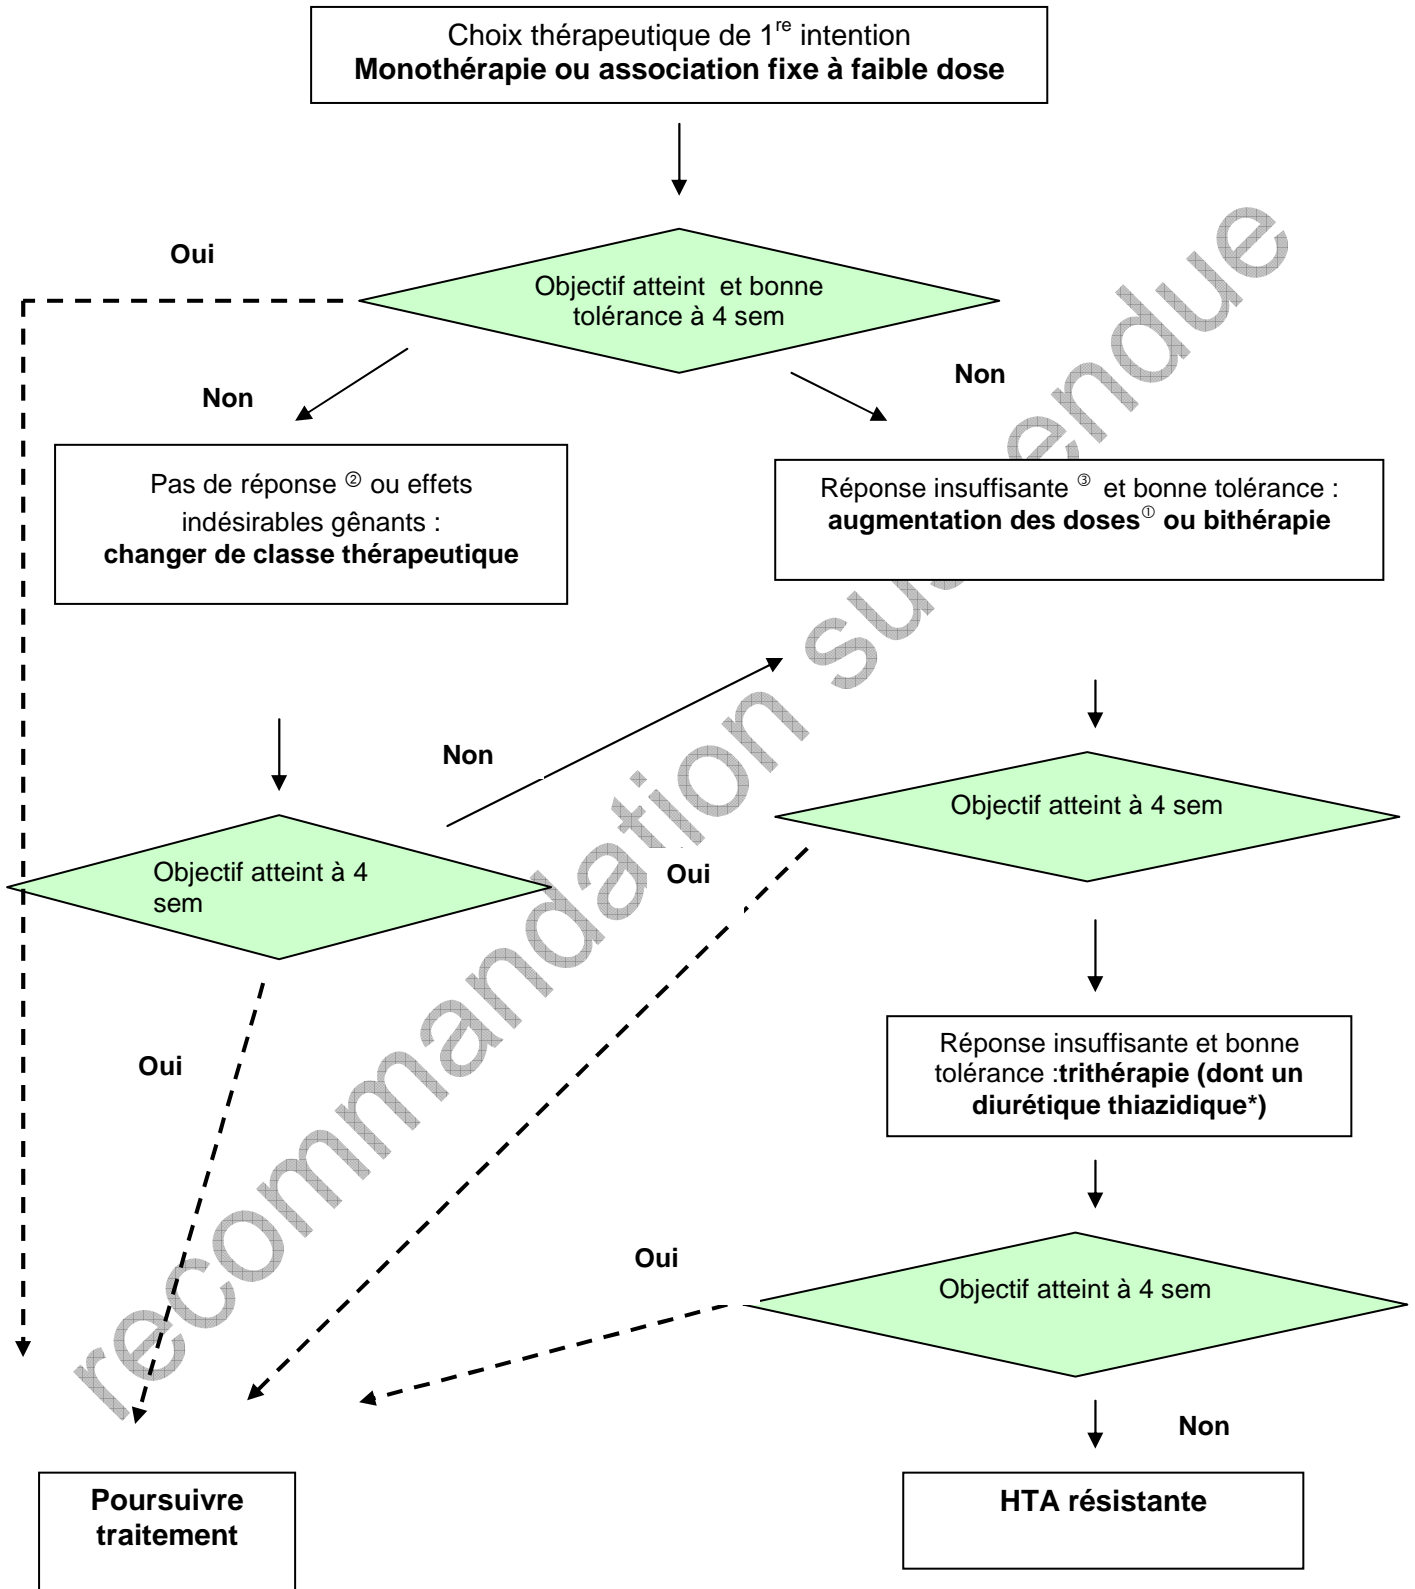 Choix thérapeutique de 1re intention
Monothérapie ou association fixe à faible dose
Oui
Objectif atteint et bonne
tolérance à 4 sem
Non
Non
Pas de réponse ② ou effets
indésirables gênants :
changer de classe thérapeutique
Réponse insuffisante ③ et bonne tolérance :
augmentation des doses① ou bithérapie
Non
Objectif atteint à 4 sem
Objectif atteint à 4
sem
Oui
Oui
Réponse insuffisante et bonne
tolérance :trithérapie (dont un
diurétique thiazidique*)
Oui
Objectif atteint à 4 sem
Non
Poursuivre
traitement
HTA résistante
recommandation suspendue